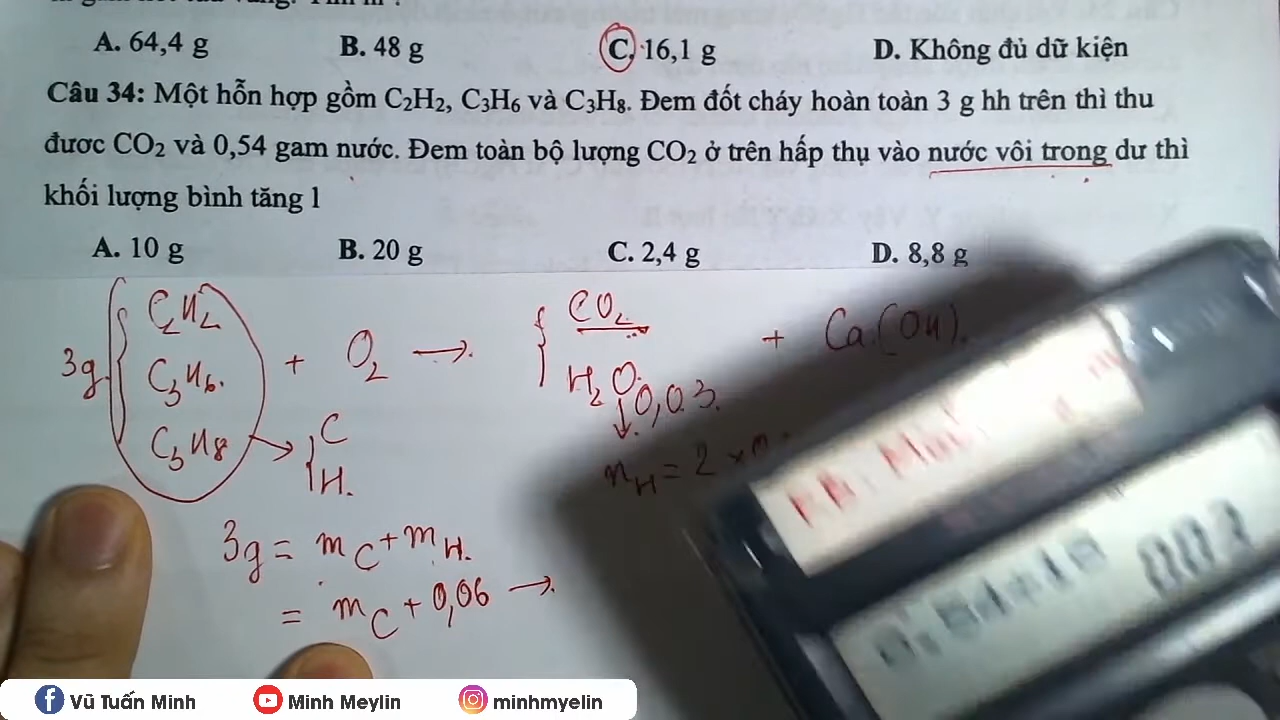 A. 64,4 g B. 48 g C. 16,1 g D. Không đủ dữ kiện
Câu 34: Một hỗn hợp gồm C₂H₂, C₃H₆ và C₃H₈. Đem đốt cháy hoàn toàn 3 g hh trên thì thu
được CO₂ và 0,54 gam nước. Đem toàn bộ lượng CO₂ ở trên hấp thụ vào nước vôi trong dư thì
khối lượng bình tăng l
A. 10 g B. 20 g C. 2,4 g D. 8,8 g
C₂H₂
3g C₃H₆. + O₂ → CO₂ + Ca(OH)
C₃H₈ → C H. H₂O 0,03.
n_H = 2 ×
3g = m_C + m_H.
= m_C + 0,06 →
Vũ Tuấn Minh Minh Meylin minhmyelin